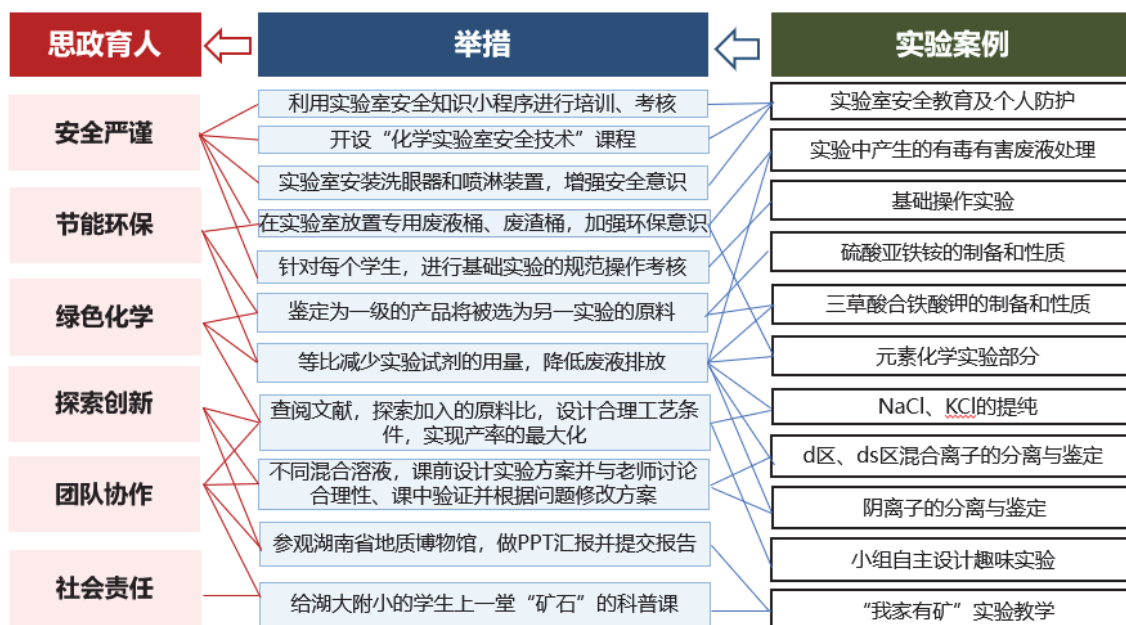 思政育人
举措
实验案例
安全严谨
节能环保
绿色化学
探索创新
团队协作
社会责任
利用实验室安全知识小程序进行培训、考核
开设“化学实验室安全技术”课程
实验室安装洗眼器和喷淋装置，增强安全意识
在实验室放置专用废液桶、废渣桶，加强环保意识
针对每个学生，进行基础实验的规范操作考核
鉴定为一级的产品将被选为另一实验的原料
等比减少实验试剂的用量，降低废液排放
查阅文献，探索加入的原料比，设计合理工艺条
件，实现产率的最大化
不同混合溶液，课前设计实验方案并与老师讨论
合理性、课中验证并根据问题修改方案
参观湖南省地质博物馆，做PPT汇报并提交报告
给湖大附小的学生上一堂“矿石”的科普课
实验室安全教育及个人防护
实验中产生的有毒有害废液处理
基础操作实验
硫酸亚铁铵的制备和性质
三草酸合铁酸钾的制备和性质
元素化学实验部分
NaCl、KCl的提纯
d区、ds区混合离子的分离与鉴定
阴离子的分离与鉴定
小组自主设计趣味实验
“我家有矿”实验教学